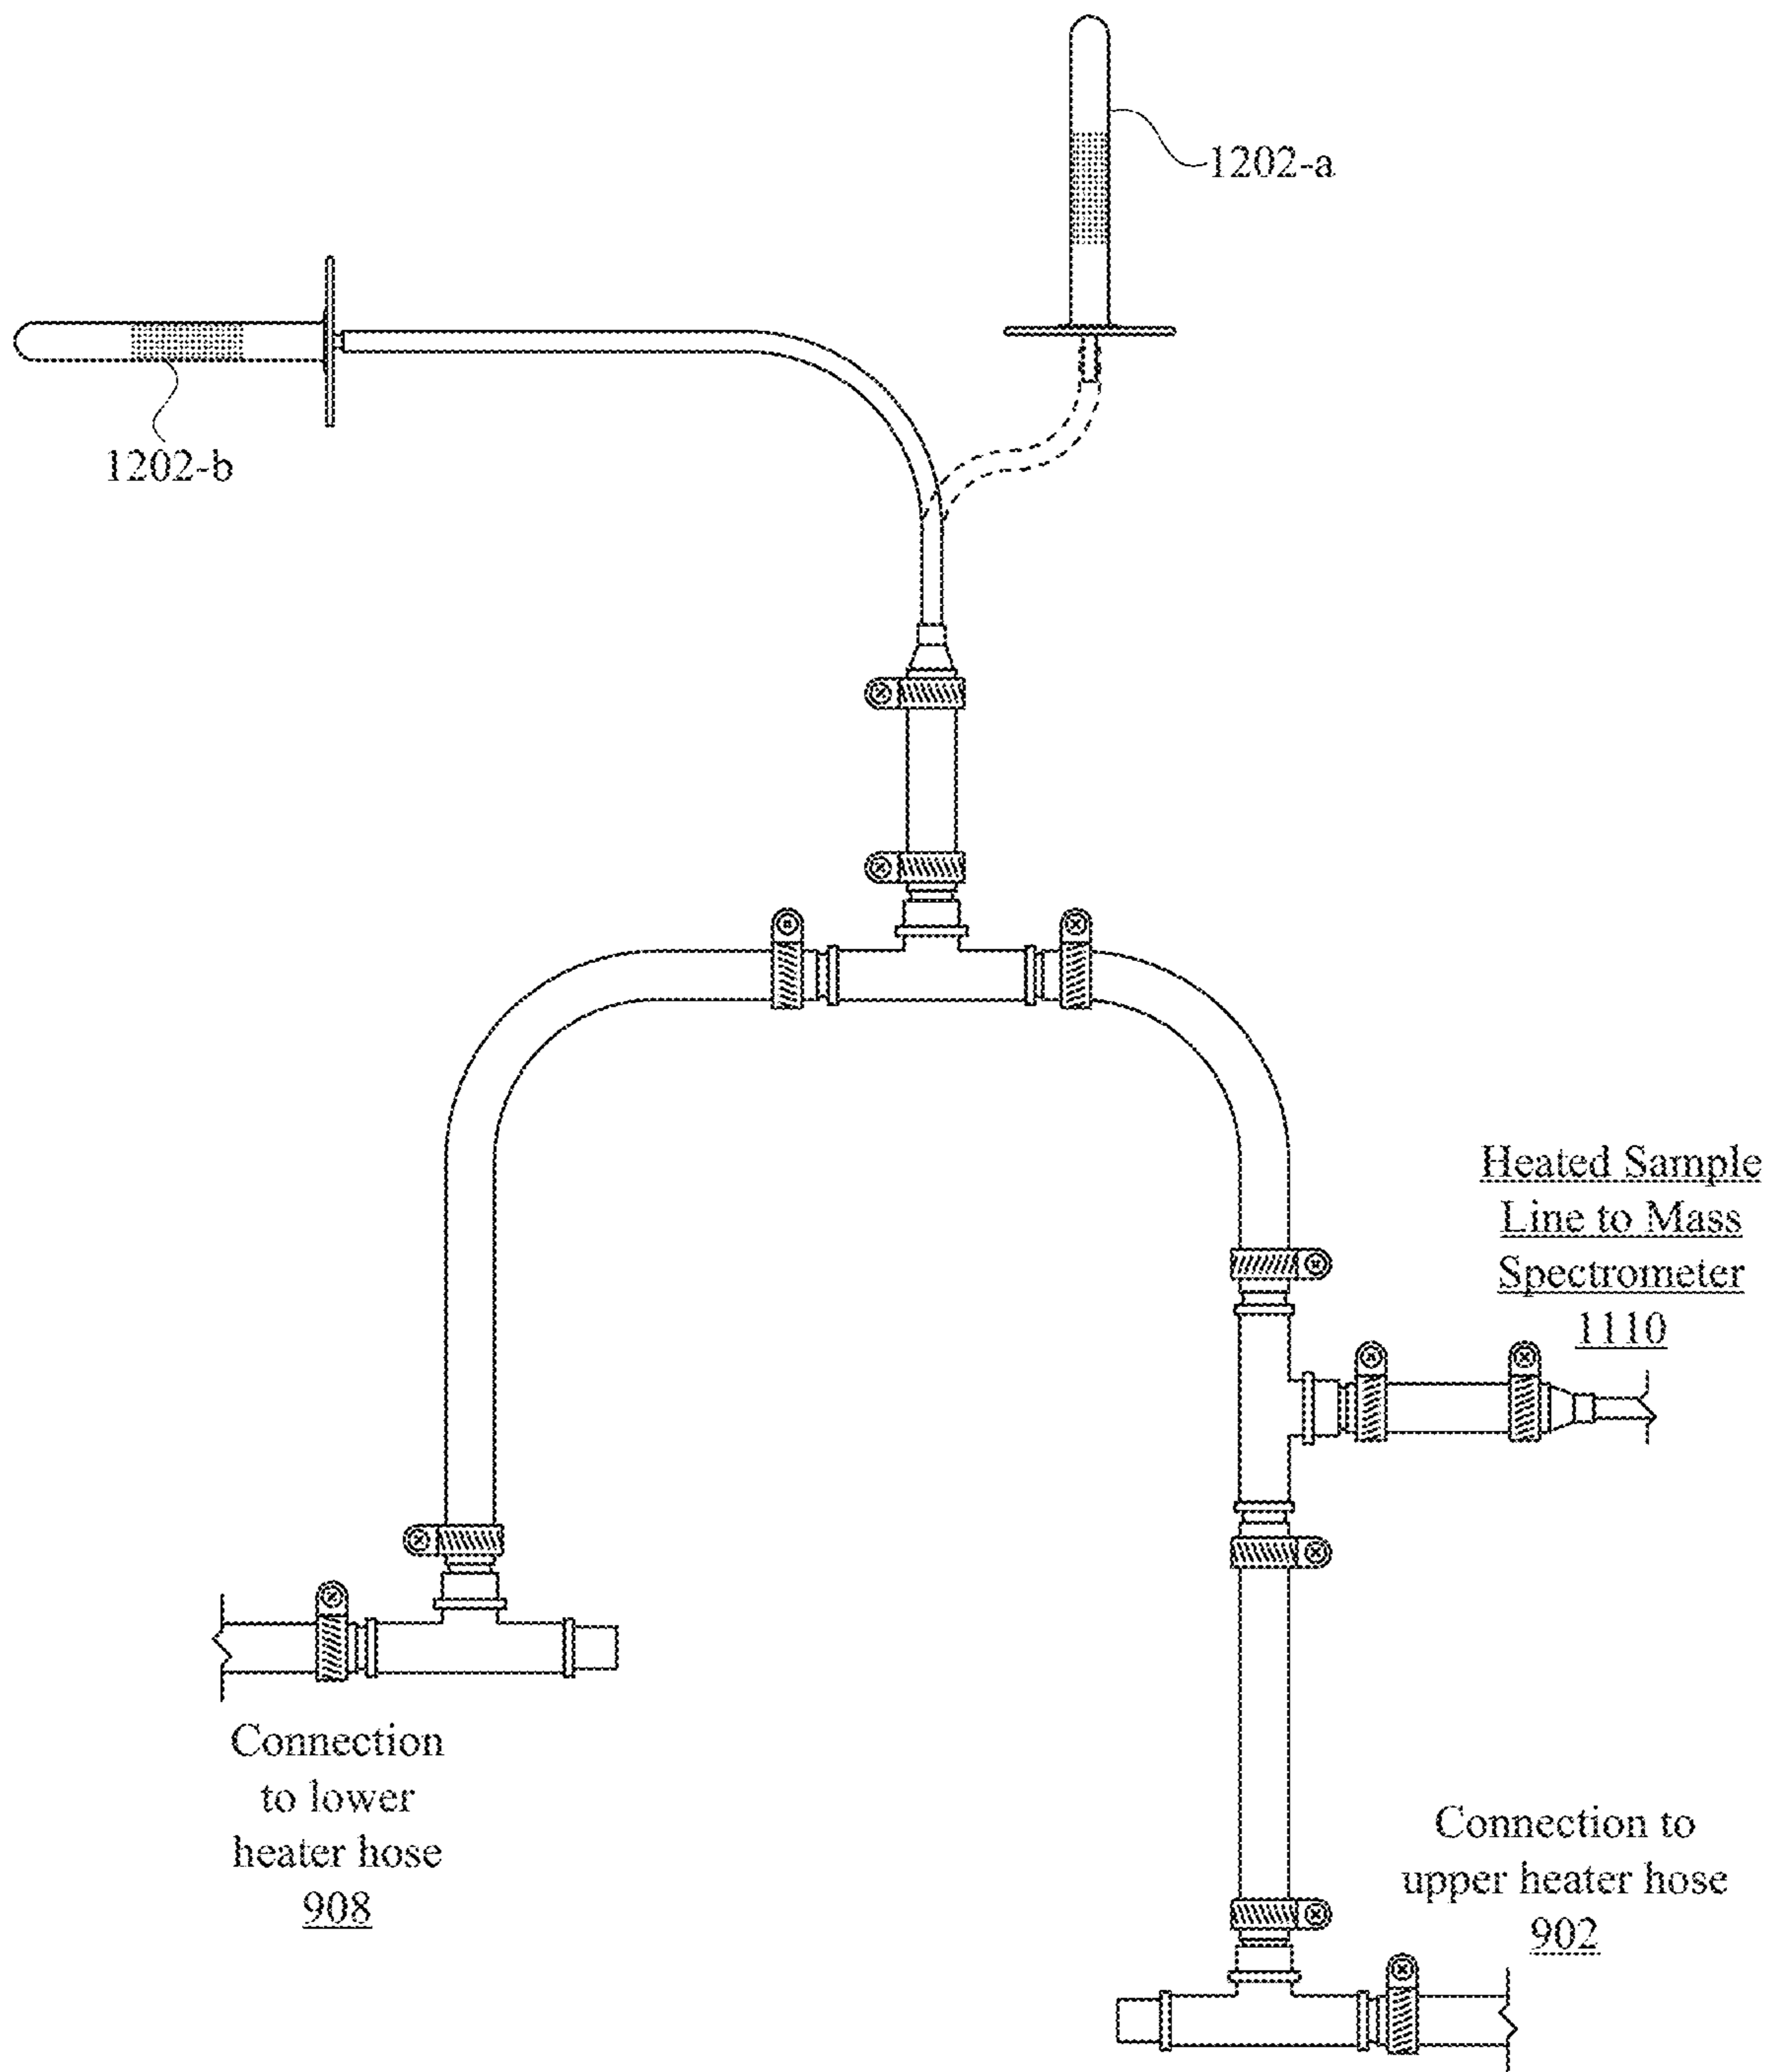 1202-a
1202-b
Heated Sample
Line to Mass
Spectrometer
1110
Connection
to lower
heater hose
908
Connection to
upper heater hose
902